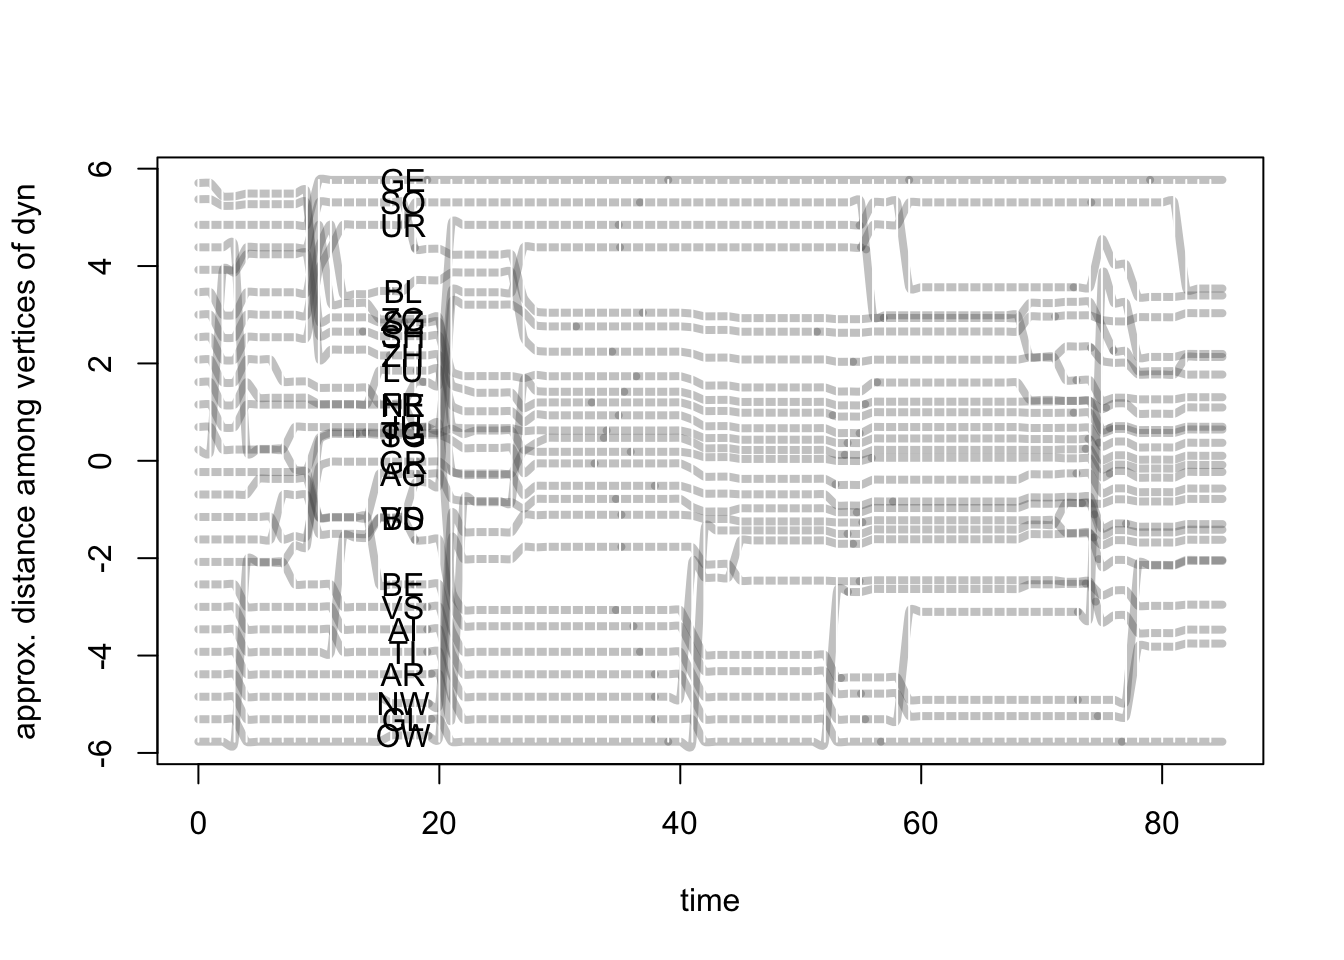 approx. distance among vertices of dyn
6
4
2
0
-2
-4
-6
GE
SO
UR
BL
ZG
SH
ZH
LU
FR
SG
GR
AG
VD
BE
VS
AI
TI
AR
NW
GL
OW
0 20 40 60 80
time